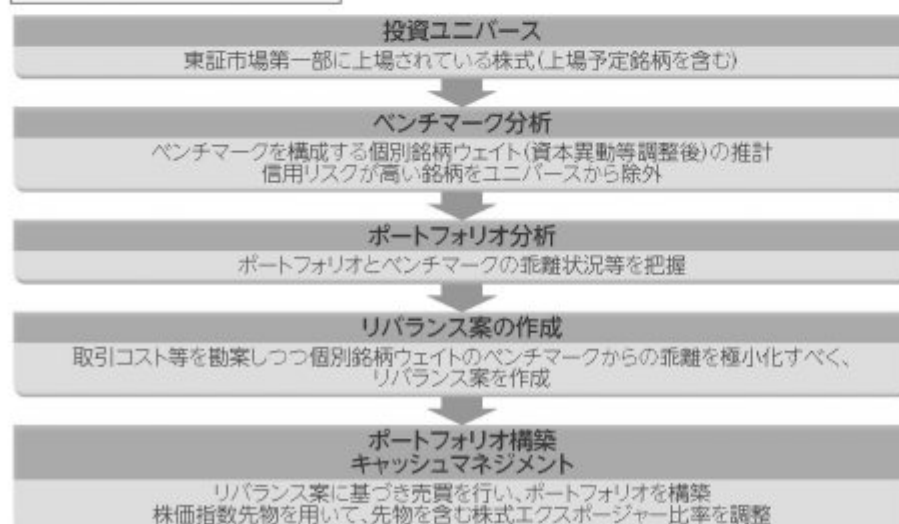 投資ユニバース
東証市場第一部に上場されている株式(上場予定銘柄を含む)
ベンチマーク分析
ベンチマークを構成する個別銘柄ウェイト(資本異動等調整後)の推計
信用リスクが高い銘柄をユニバースから除外
ポートフォリオ分析
ポートフォリオとベンチマークの乖離状況等を把握
リバランス案の作成
取引コスト等を勘案しつつ個別銘柄ウェイトのベンチマークからの乖離を極小化すべく、
リバランス案を作成
ポートフォリオ構築
キャッシュマネジメント
リバランス案に基づき売買を行い、ポートフォリオを構築
株価指数先物を用いて、先物を含む株式エクスポージャー比率を調整